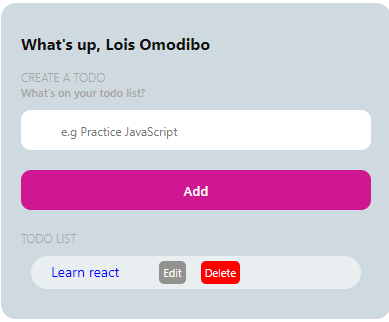 What's up, Lois Omodibo
CREATE A TODO
What's on your todo list?
e.g Practice JavaScript
Add
TODO LIST
Learn react Edit Delete